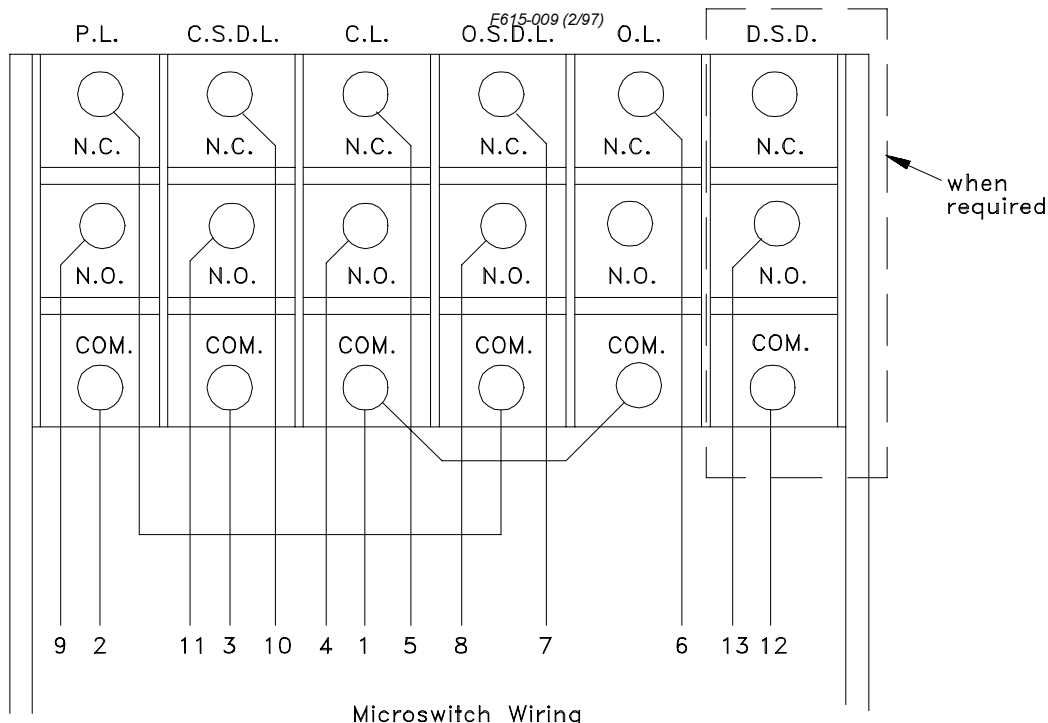 F615-009 (2/97)
P.L. C.S.D.L. C.L. O.S.D.L. O.L. D.S.D.
N.C. N.C. N.C. N.C. N.C. N.C.
when
required
N.O. N.O. N.O. N.O. N.O. N.O.
COM. COM. COM. COM. COM. COM.
9 2 11 3 10 4 1 5 8 7 6 13 12
Microswitch Wiring